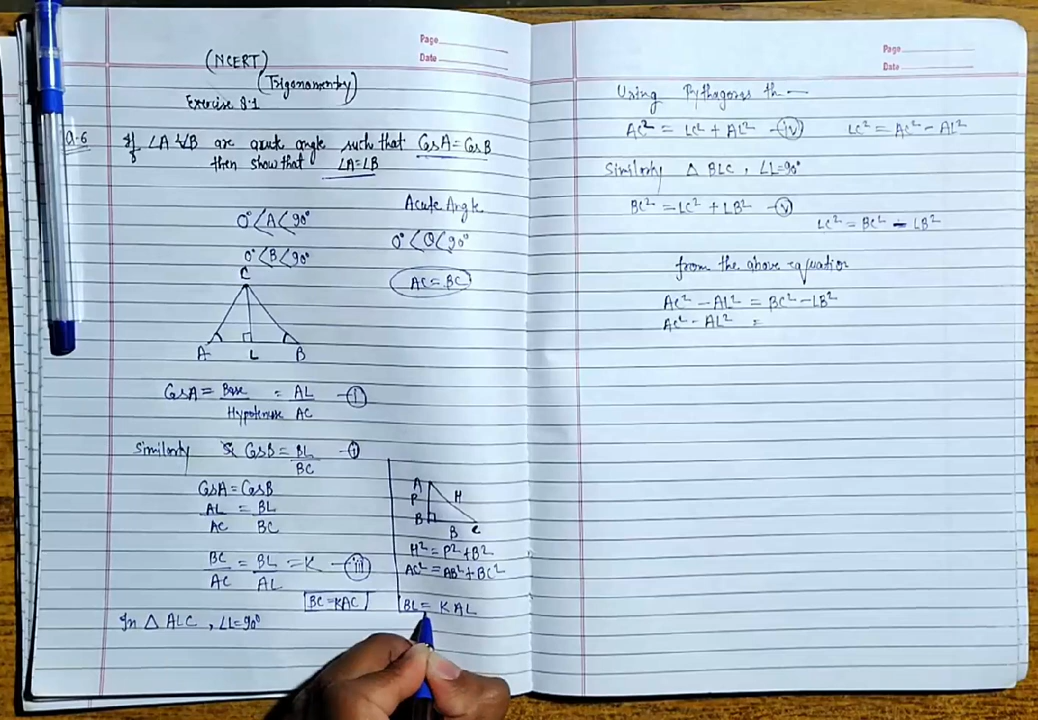 Page
Date
(NCERT)
(Trigonometry)
Exercise 8.1
Q.6 If ∠A & ∠B are acute angle such that CosA = CosB
then show that ∠A = ∠B
Acute Angle
0° < A < 90°
0° < θ < 90°
0° < B < 90°
AC = BC
C
A L B
CosA = Base = AL — (i)
Hypotenuse AC
Similarly CosB = BL — (ii)
BC
CosA = CosB
AL = BL
AC BC
BC = BL = K — (iii)
AC AL
BC = KAC
In △ ALC, ∠L=90°
A
P H
B
B C
H² = P² + B²
AC² = AB² + BC²
BL = KAL
Page
Date
Using Pythagoras th —
AC² = LC² + AL² — (iv) LC² = AC² - AL²
Similarly △ BLC, ∠L=90°
BC² = LC² + LB² — (v)
LC² = BC² - LB²
from the above equation
AC² - AL² = BC² - LB²
AC² - AL² =